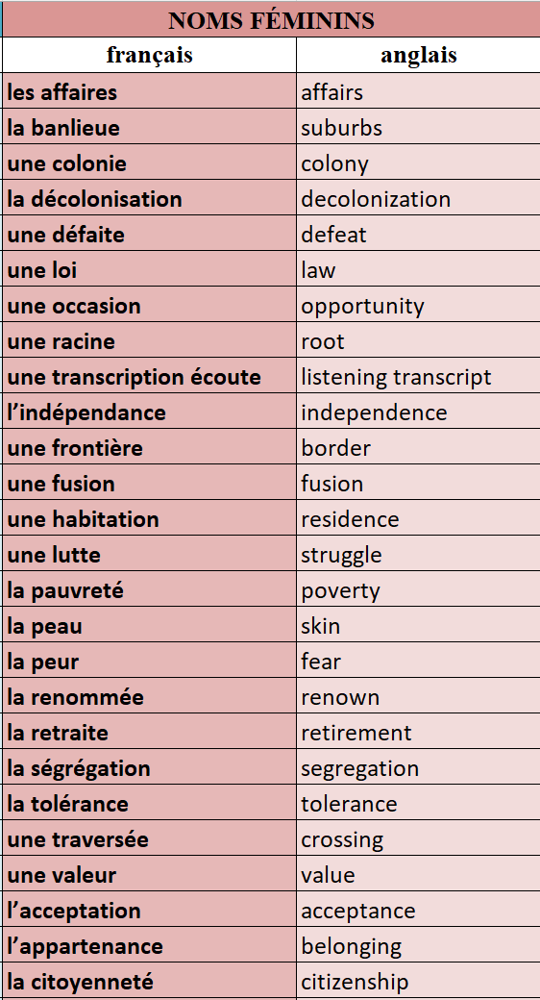 NOMS FÉMININS
français anglais
les affaires affairs
la banlieue suburbs
une colonie colony
la décolonisation decolonization
une défaite defeat
une loi law
une occasion opportunity
une racine root
une transcription écoute listening transcript
l’indépendance independence
une frontière border
une fusion fusion
une habitation residence
une lutte struggle
la pauvreté poverty
la peau skin
la peur fear
la renommée renown
la retraite retirement
la ségrégation segregation
la tolérance tolerance
une traversée crossing
une valeur value
l’acceptation acceptance
l’appartenance belonging
la citoyenneté citizenship